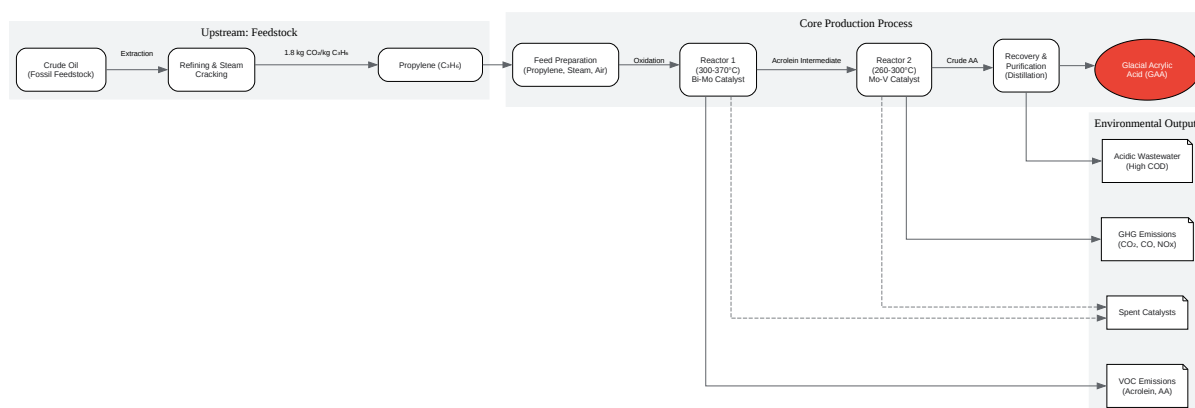 Upstream: Feedstock
Core Production Process
Crude Oil
(Fossil Feedstock)
Extraction
Refining & Steam
Cracking
1.8 kg CO₂/kg C₃H₆
Propylene (C₃H₆)
Feed Preparation
(Propylene, Steam, Air)
Oxidation
Reactor 1
(300-370°C)
Bi-Mo Catalyst
Acrolein Intermediate
Reactor 2
(260-300°C)
Mo-V Catalyst
Crude AA
Recovery &
Purification
(Distillation)
Glacial Acrylic
Acid (GAA)
Environmental Output
Acidic Wastewater
(High COD)
GHG Emissions
(CO₂, CO, NOx)
Spent Catalysts
VOC Emissions
(Acrolein, AA)